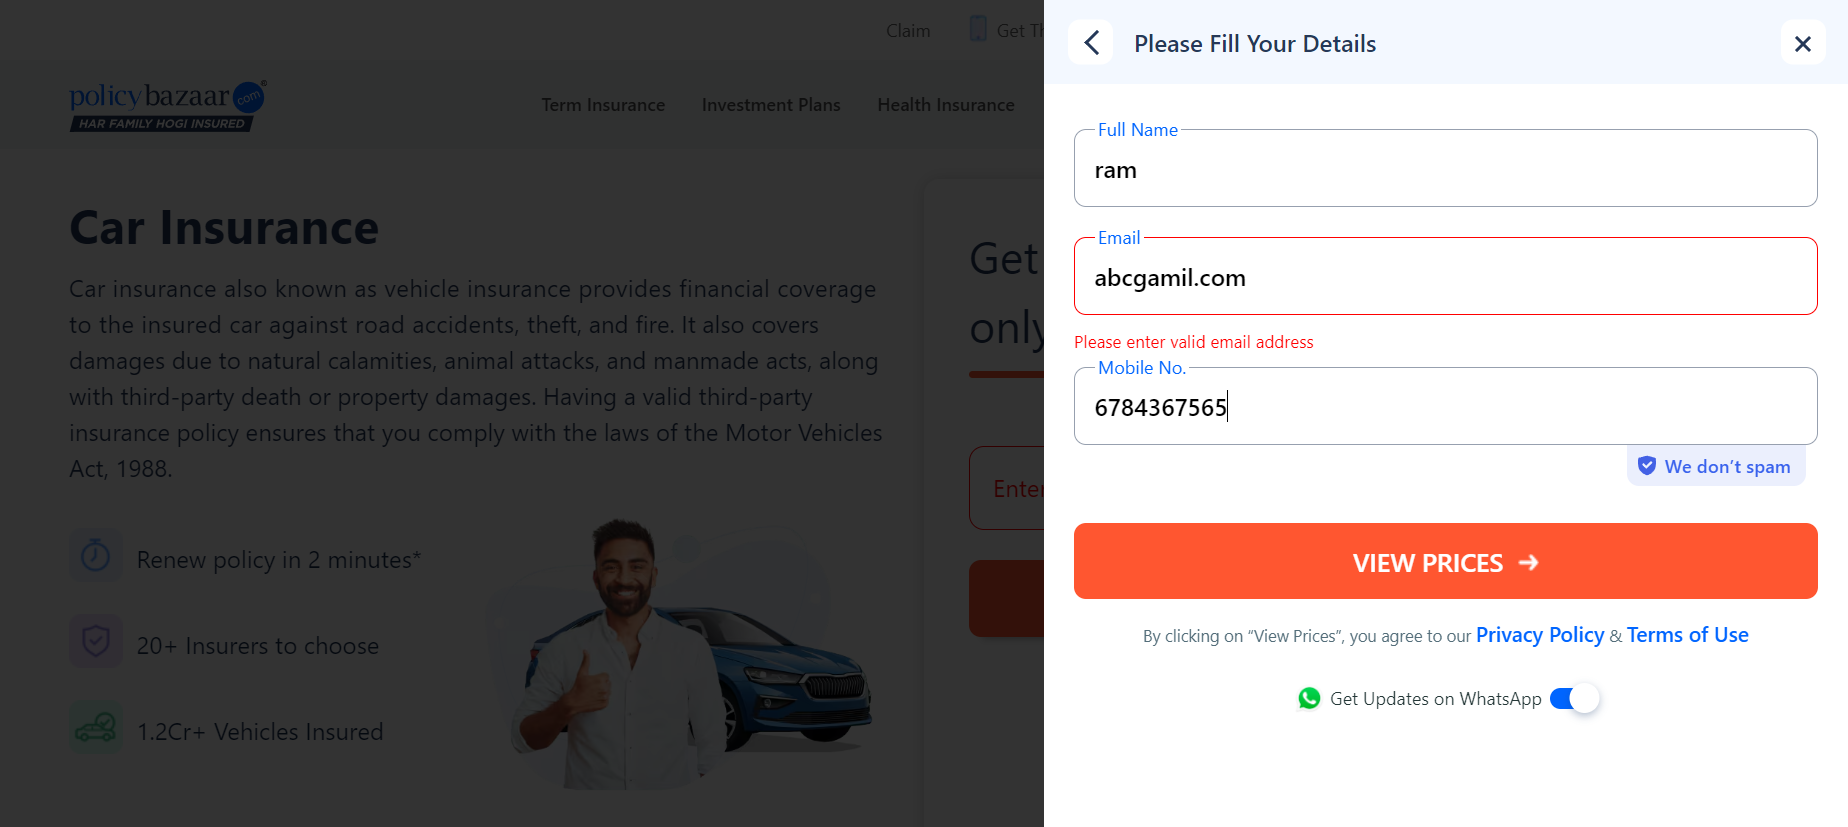 Claim
Get Th
policybazaar.com®
HAR FAMILY HOGI INSURED
Term Insurance
Investment Plans
Health Insurance
Car Insurance
Car insurance also known as vehicle insurance provides financial coverage
to the insured car against road accidents, theft, and fire. It also covers
damages due to natural calamities, animal attacks, and manmade acts, along
with third-party death or property damages. Having a valid third-party
insurance policy ensures that you comply with the laws of the Motor Vehicles
Act, 1988.
Renew policy in 2 minutes*
20+ Insurers to choose
1.2Cr+ Vehicles Insured
Get
only
Enter
Please Fill Your Details
Full Name
ram
Email
abcgamil.com
Please enter valid email address
Mobile No.
6784367565
We don’t spam
VIEW PRICES
By clicking on “View Prices”, you agree to our Privacy Policy & Terms of Use
Get Updates on WhatsApp